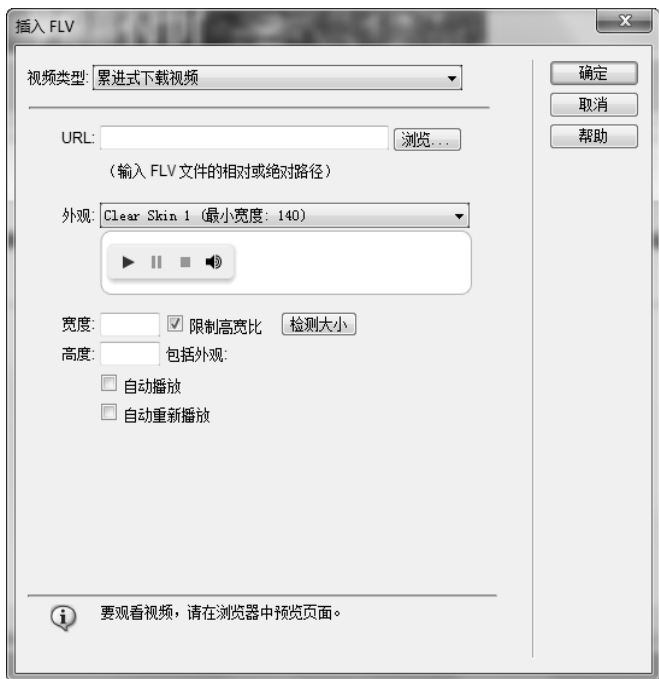 插入 FLV
视频类型: 累进式下载视频
确定
取消
帮助
URL: 浏览...
(输入 FLV 文件的相对或绝对路径)
外观: Clear Skin 1 (最小宽度: 140)
宽度: 限制高宽比 检测大小
高度: 包括外观:
自动播放
自动重新播放
要观看视频，请在浏览器中预览页面。